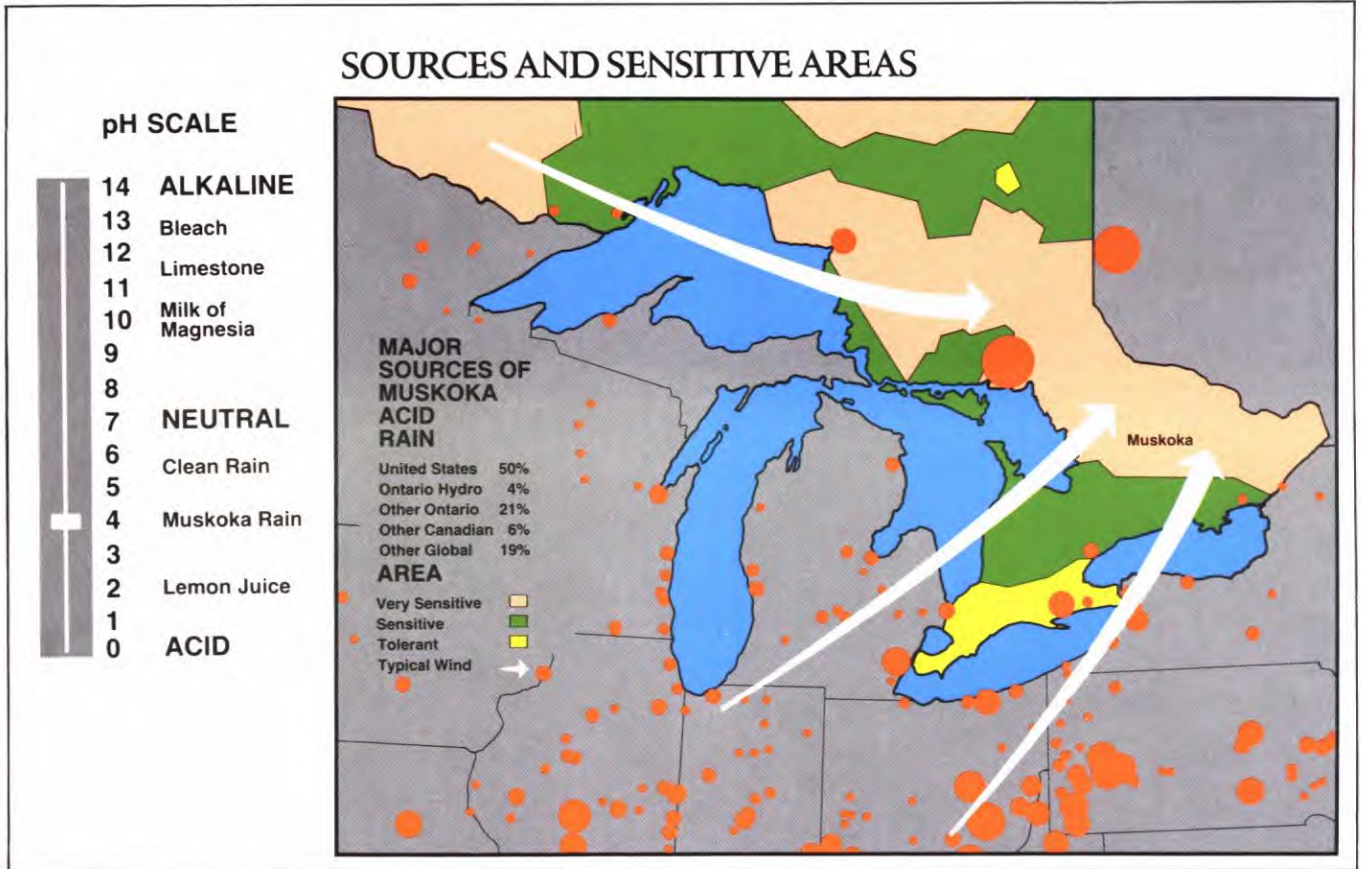 SOURCES AND SENSITIVE AREAS
pH SCALE
14 ALKALINE
13 Bleach
12
Limestone
11
10 Milk of
Magnesia
9
8
7 NEUTRAL
6 Clean Rain
5
4 Muskoka Rain
3
2 Lemon Juice
1
0 ACID
MAJOR
SOURCES OF
MUSKOKA
ACID
RAIN
United States 50%
Ontario Hydro 4%
Other Ontario 21%
Other Canadian 6%
Other Global 19%
AREA
Very Sensitive
Sensitive
Tolerant
Typical Wind
Muskoka